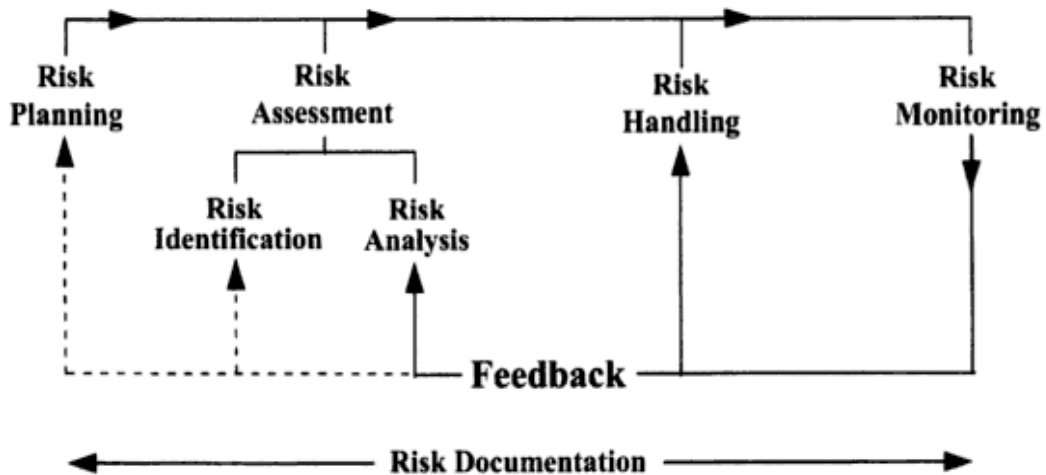 Risk
Planning
Risk
Assessment
Risk
Handling
Risk
Monitoring
Risk
Identification
Risk
Analysis
Feedback
Risk Documentation